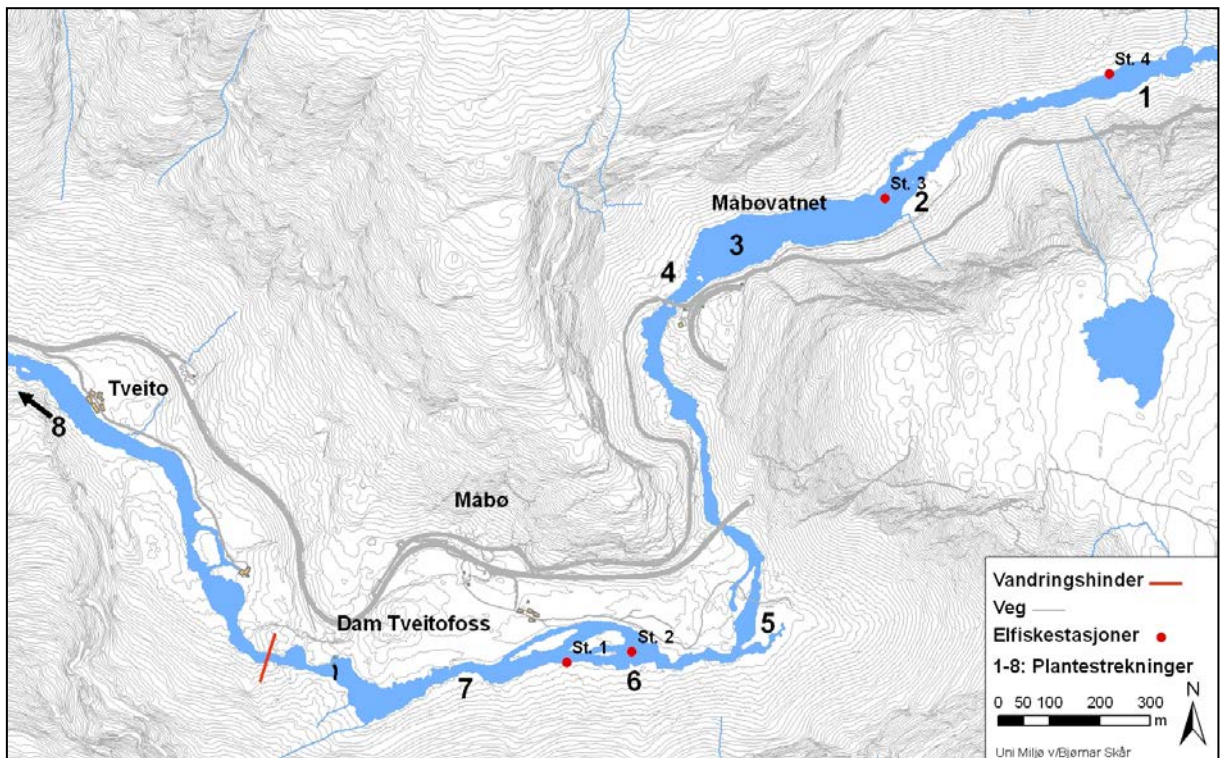 St. 4
1
St. 3
2
Måbøvatnet
3
4
Tveito
8
Måbø
Dam Tveitofoss
St. 1
St. 2
5
6
7
Vandringshinder
Veg
Elfiskestasjoner
1-8: Plantestrekninger
N
0 50 100 200 300
m
Uni Miljø v/Bjørnar Skår